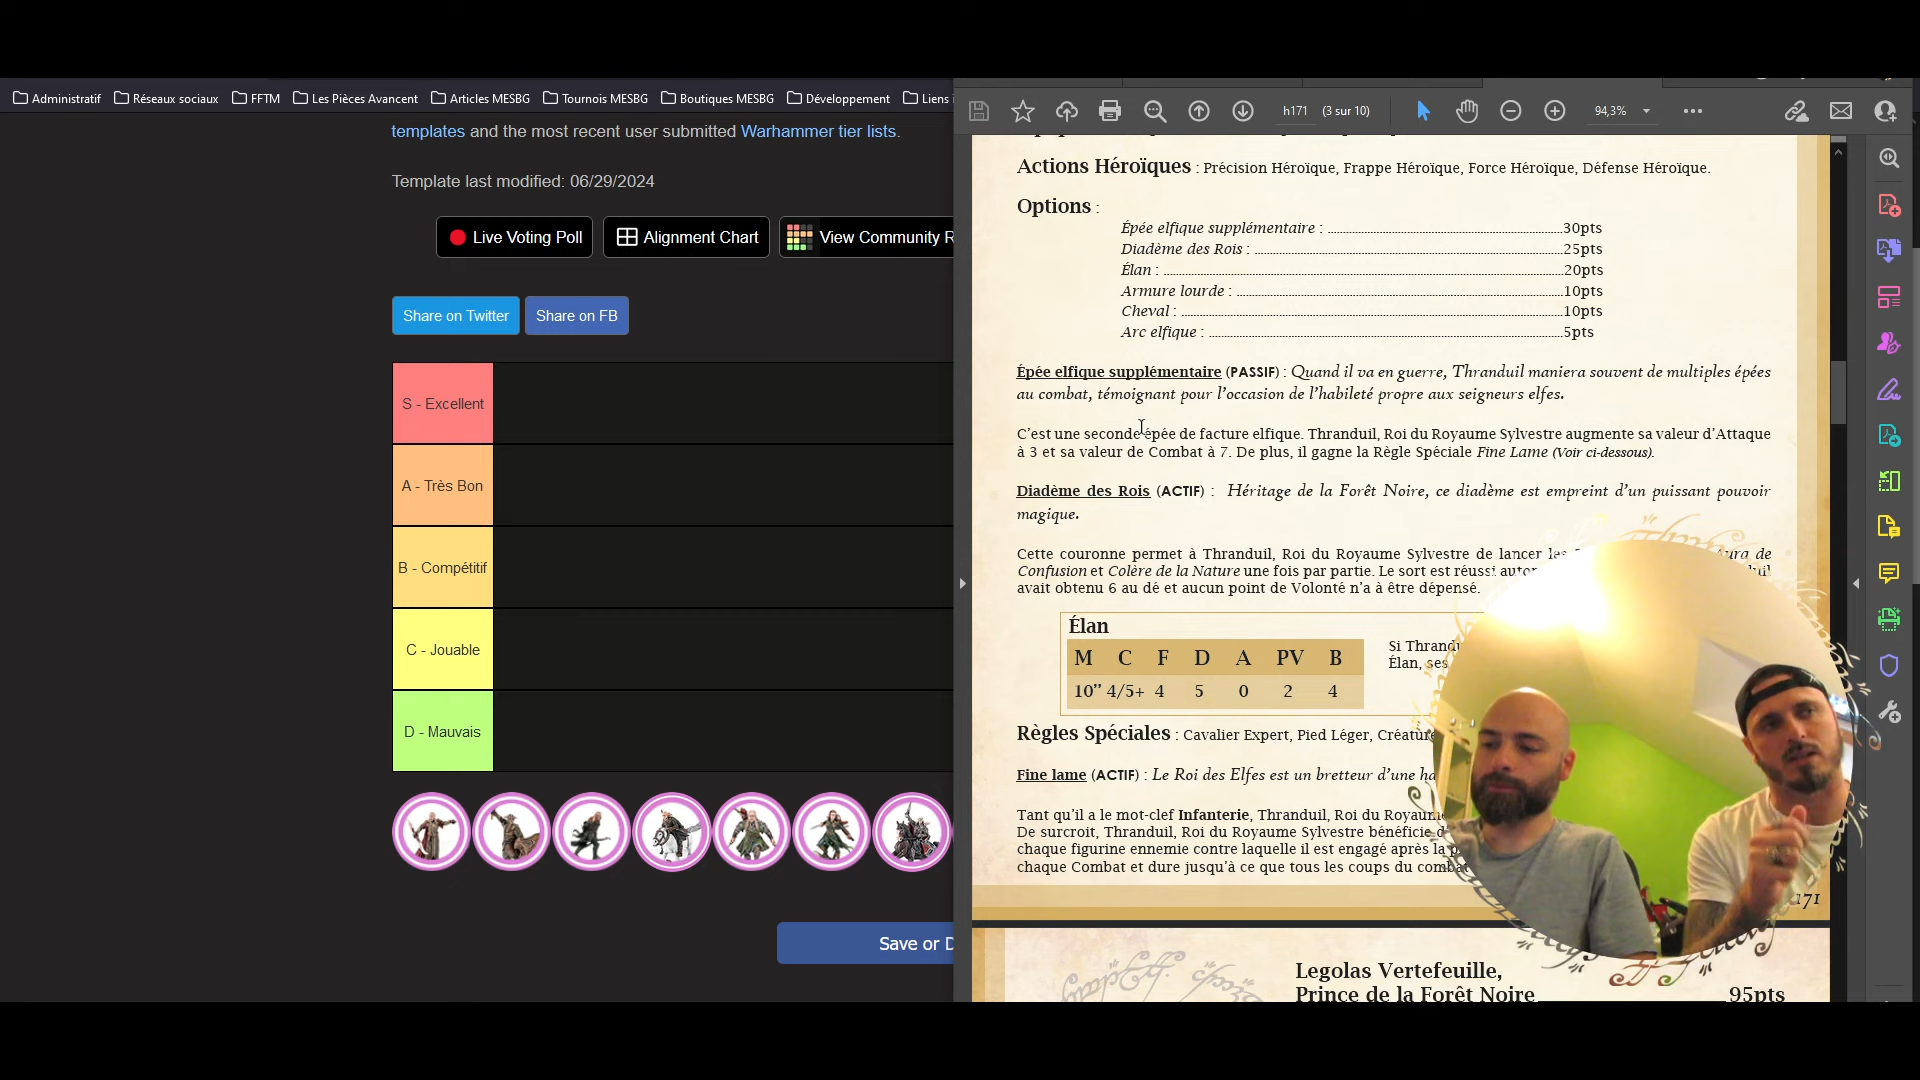 Administratif Réseaux sociaux FFTM Les Pièces Avancent Articles MESBG Tournois MESBG Boutiques MESBG Développement Liens
templates and the most recent user submitted Warhammer tier lists.
Template last modified: 06/29/2024
Live Voting Poll Alignment Chart View Community R
Share on Twitter Share on FB
S - Excellent
A - Très Bon
B - Compétitif
C - Jouable
D - Mauvais
Save or D
h171 (3 sur 10) 94,3%
Actions Héroïques : Précision Héroïque, Frappe Héroïque, Force Héroïque, Défense Héroïque.
Options :
Épée elfique supplémentaire : 30pts
Diadème des Rois : 25pts
Élan : 20pts
Armure lourde : 10pts
Cheval : 10pts
Arc elfique : 5pts
Épée elfique supplémentaire (PASSIF) : Quand il va en guerre, Thranduil maniera souvent de multiples épées
au combat, témoignant pour l'occasion de l'habileté propre aux seigneurs elfes.
C'est une seconde épée de facture elfique. Thranduil, Roi du Royaume Sylvestre augmente sa valeur d'Attaque
à 3 et sa valeur de Combat à 7. De plus, il gagne la Règle Spéciale Fine Lame (Voir ci-dessous).
Diadème des Rois (ACTIF) : Héritage de la Forêt Noire, ce diadème est empreint d'un puissant pouvoir
magique.
Cette couronne permet à Thranduil, Roi du Royaume Sylvestre de lancer les Aura de
Confusion et Colère de la Nature une fois par partie. Le sort est réussi
avait obtenu 6 au dé et aucun point de Volonté n'a à être dépensé.
Élan
M C F D A PV B
10” 4/5+ 4 5 0 2 4
Si
Élan, ses
Règles Spéciales : Cavalier Expert, Pied Léger,
Fine lame (ACTIF) : Le Roi des Elfes est un bretteur d'une
Tant qu'il a le mot-clef Infanterie, Thranduil, Roi du
De surcroit, Thranduil, Roi du Royaume Sylvestre bénéficie
chaque figurine ennemie contre laquelle il est engagé après la
chaque Combat et dure jusqu'à ce que tous les coups du
171
Legolas Vertefeuille,
Prince de la Forêt Noire 95pts